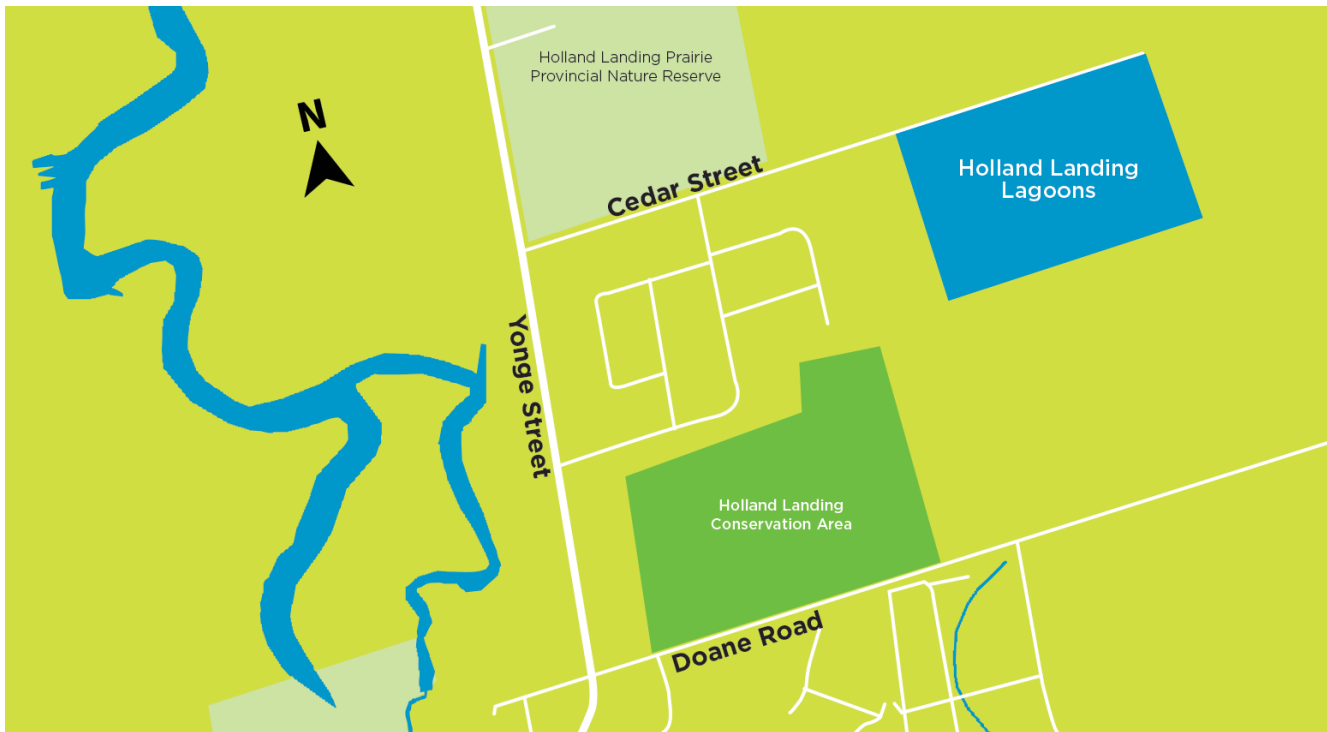 Holland Landing Prairie
Provincial Nature Reserve
N
Cedar Street
Holland Landing
Lagoons
Yonge Street
Holland Landing
Conservation Area
Doane Road